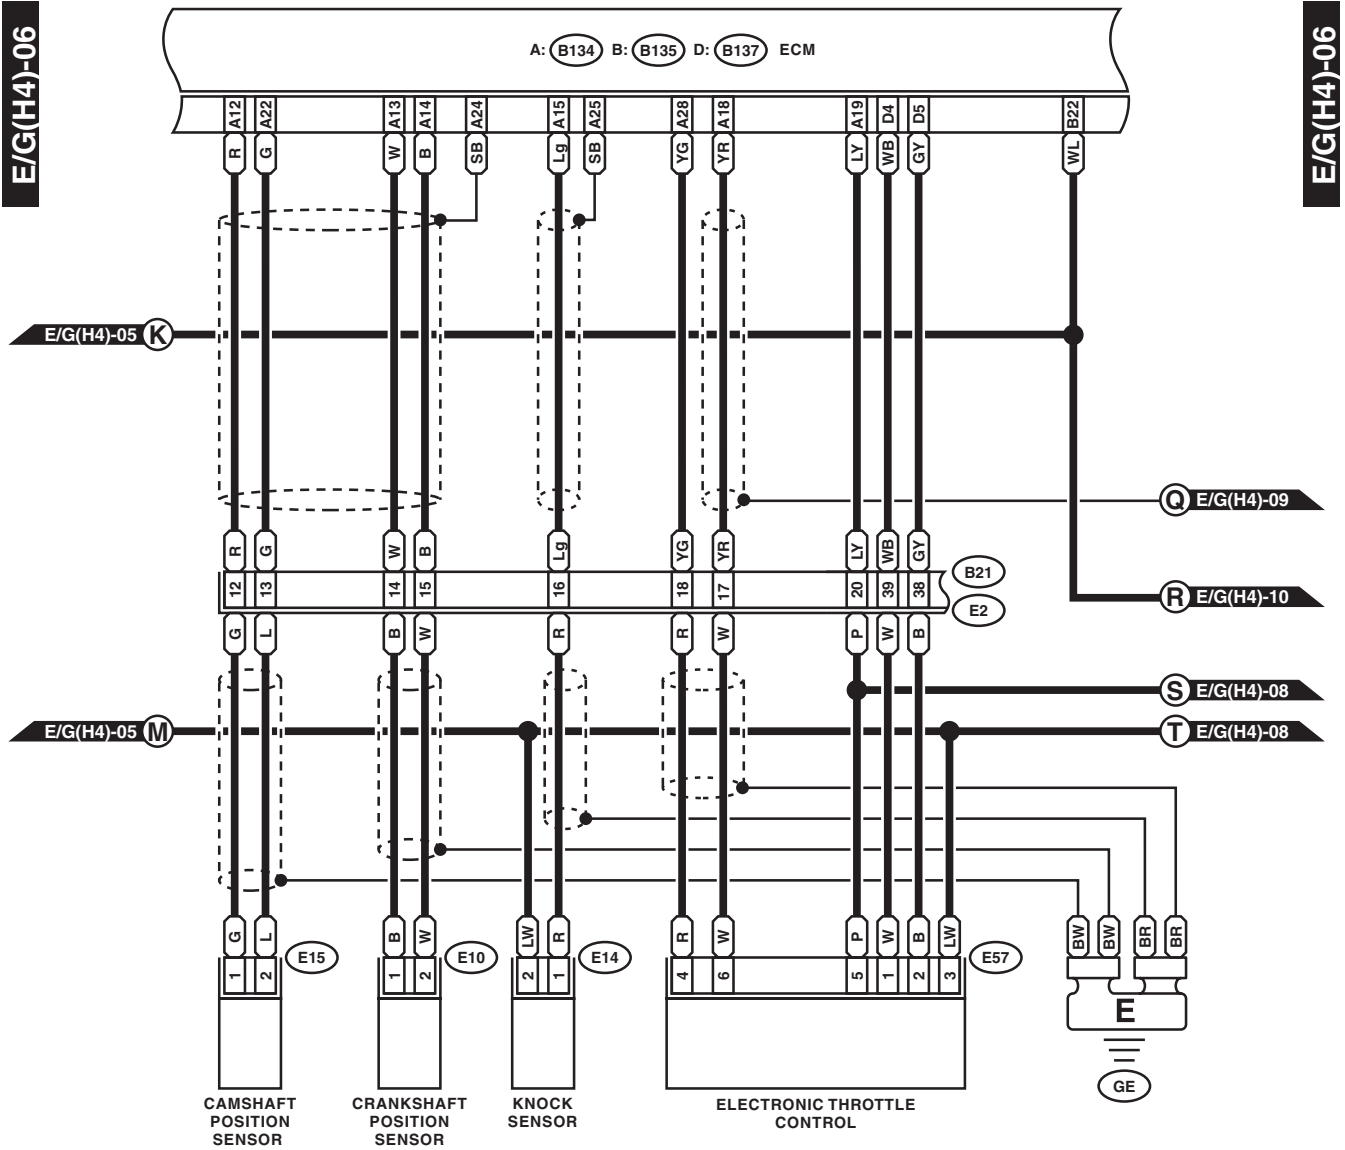 E/G(H4)-06
E/G(H4)-06
A: B134 B: B135 D: B137 ECM
A12 A22 A13 A14 A24 A15 A25 A28 A18 A19 D4 D5 B22
R G W B SB Lg SB YG YR LY WB GY WL
E/G(H4)-05 K
Q E/G(H4)-09
R G W B Lg YG YR LY WB GY
B21
12 13 14 15 16 18 17 20 39 38
R E/G(H4)-10
E2
G L B W R R W P W B
S E/G(H4)-08
E/G(H4)-05 M
T E/G(H4)-08
G L B W LW R R W P W B LW BW BW BR BR
E15 E10 E14 E57
1 2 1 2 2 1 4 6 5 1 2 3
E
GE
CAMSHAFT
POSITION
SENSOR
CRANKSHAFT
POSITION
SENSOR
KNOCK
SENSOR
ELECTRONIC THROTTLE
CONTROL